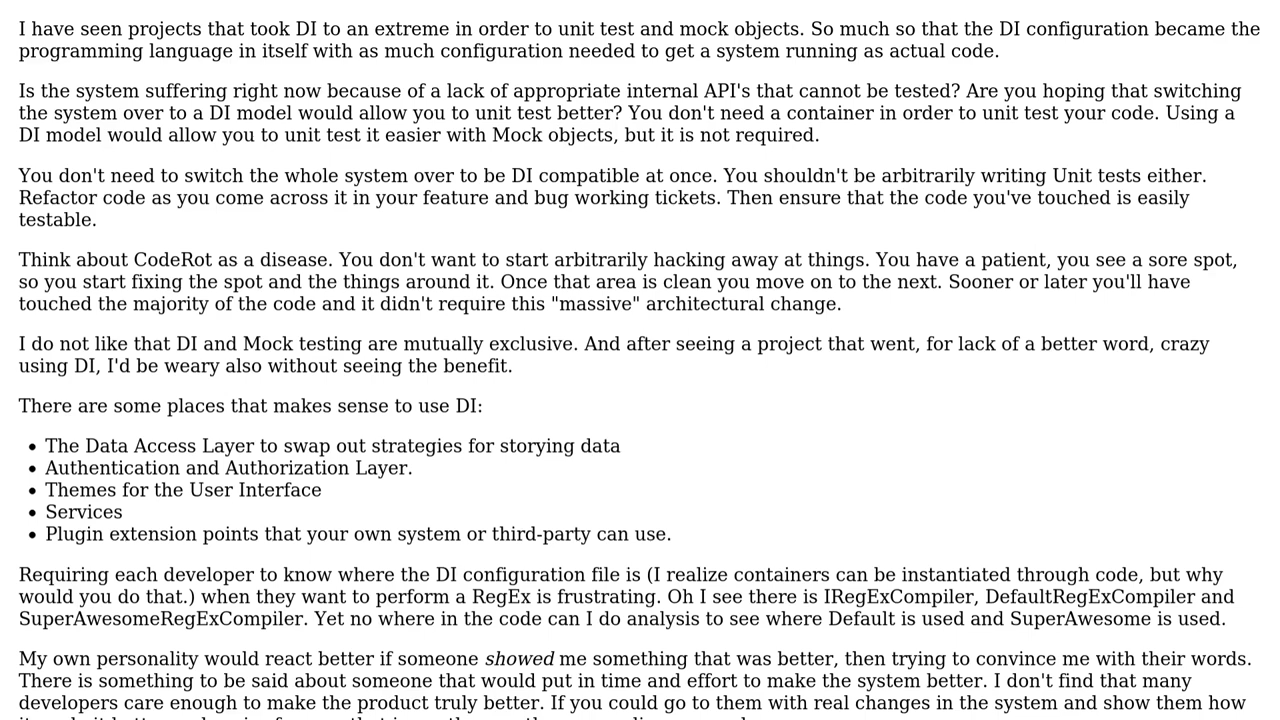 I have seen projects that took DI to an extreme in order to unit test and mock objects. So much so that the DI configuration became the
programming language in itself with as much configuration needed to get a system running as actual code.
Is the system suffering right now because of a lack of appropriate internal API's that cannot be tested? Are you hoping that switching
the system over to a DI model would allow you to unit test better? You don't need a container in order to unit test your code. Using a
DI model would allow you to unit test it easier with Mock objects, but it is not required.
You don't need to switch the whole system over to be DI compatible at once. You shouldn't be arbitrarily writing Unit tests either.
Refactor code as you come across it in your feature and bug working tickets. Then ensure that the code you've touched is easily
testable.
Think about CodeRot as a disease. You don't want to start arbitrarily hacking away at things. You have a patient, you see a sore spot,
so you start fixing the spot and the things around it. Once that area is clean you move on to the next. Sooner or later you'll have
touched the majority of the code and it didn't require this "massive" architectural change.
I do not like that DI and Mock testing are mutually exclusive. And after seeing a project that went, for lack of a better word, crazy
using DI, I'd be weary also without seeing the benefit.
There are some places that makes sense to use DI:
• The Data Access Layer to swap out strategies for storying data
• Authentication and Authorization Layer.
• Themes for the User Interface
• Services
• Plugin extension points that your own system or third-party can use.
Requiring each developer to know where the DI configuration file is (I realize containers can be instantiated through code, but why
would you do that.) when they want to perform a RegEx is frustrating. Oh I see there is IRegExCompiler, DefaultRegExCompiler and
SuperAwesomeRegExCompiler. Yet no where in the code can I do analysis to see where Default is used and SuperAwesome is used.
My own personality would react better if someone showed me something that was better, then trying to convince me with their words.
There is something to be said about someone that would put in time and effort to make the system better. I don't find that many
developers care enough to make the product truly better. If you could go to them with real changes in the system and show them how